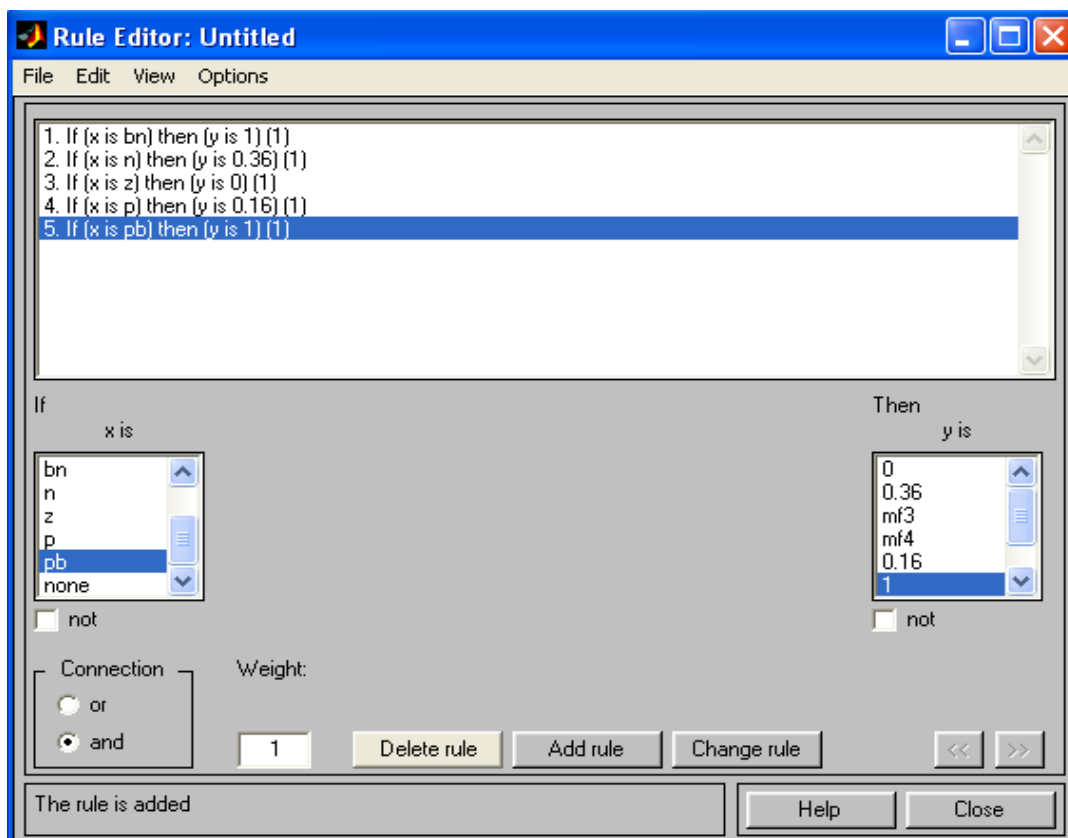 Rule Editor: Untitled
File Edit View Options
1. If (x is bn) then (y is 1) (1)
2. If (x is n) then (y is 0.36) (1)
3. If (x is z) then (y is 0) (1)
4. If (x is p) then (y is 0.16) (1)
5. If (x is pb) then (y is 1) (1)
If
x is
Then
y is
bn
n
z
p
pb
none
0
0.36
mf3
mf4
0.16
1
not
not
Connection
or
and
Weight:
1
Delete rule
Add rule
Change rule
<<
>>
The rule is added
Help
Close